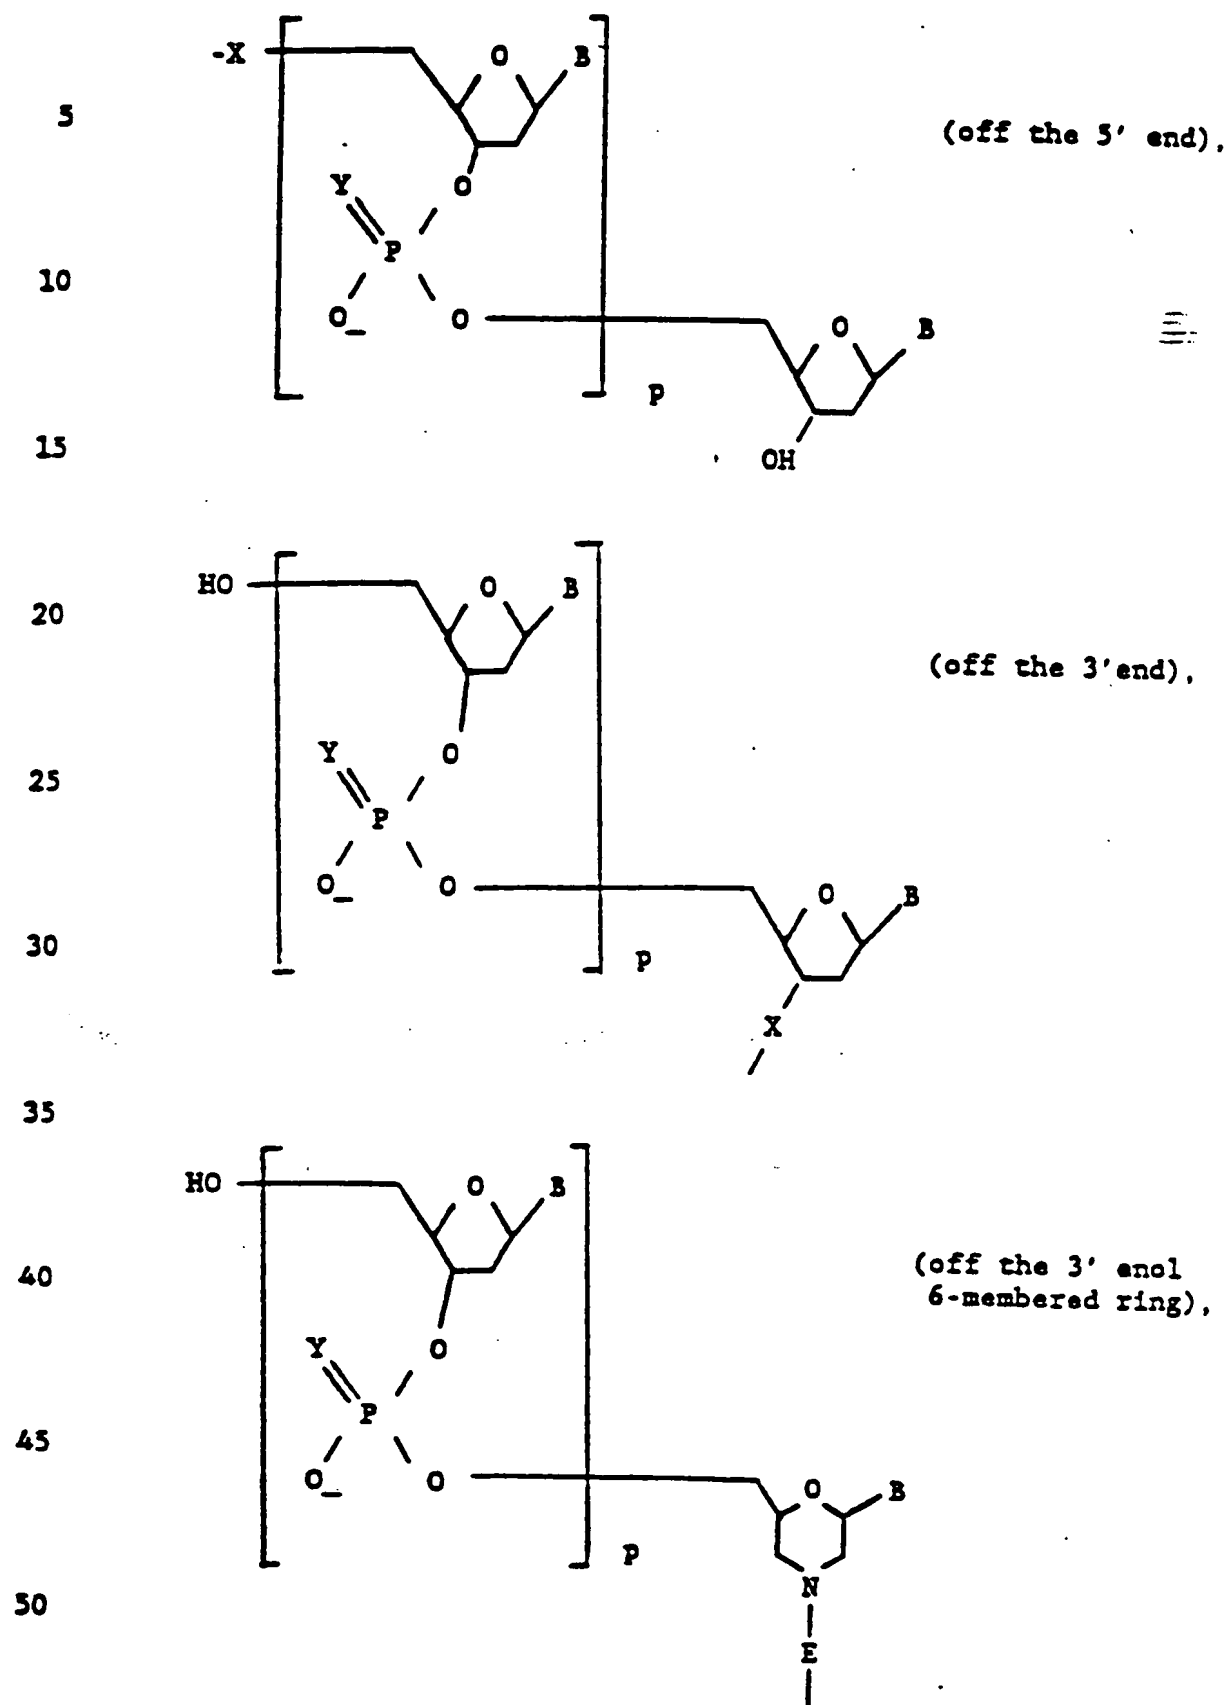 -X O B
5 (off the 5' end),
Y O
P
10
O_ O O B
p
15 OH
HO O B
20
(off the 3'end),
Y O
25
P
O_ O O B
30 p
X
35
HO O B
40 (off the 3' enol
6-membered ring),
Y O
P
45
O_ O O B
p
50 N
E